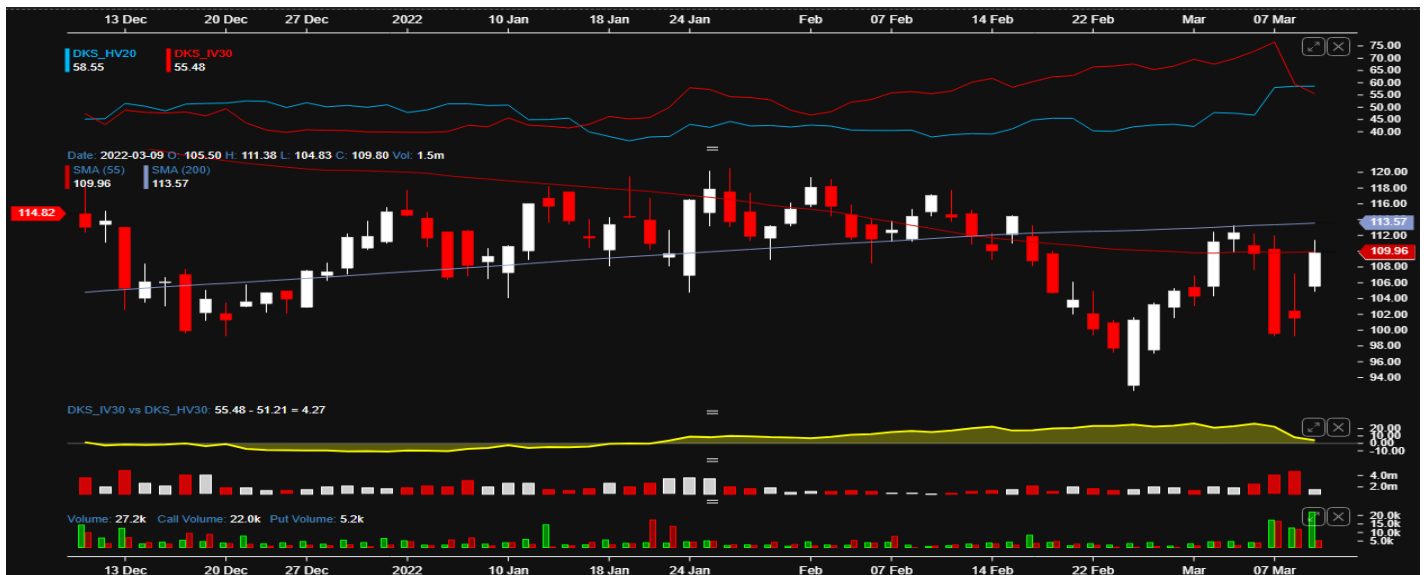 13 Dec 20 Dec 27 Dec 2022 10 Jan 18 Jan 24 Jan Feb 07 Feb 14 Feb 22 Feb Mar 07 Mar
DKS_HV20 DKS_IV30
58.55 55.48
75.00
70.00
65.00
60.00
55.00
50.00
45.00
40.00
Date: 2022-03-09 O: 105.50 H: 111.38 L: 104.83 C: 109.80 Vol: 1.5m
SMA (55) SMA (200)
109.96 113.57
120.00
118.00
116.00
114.82
113.57
112.00
109.96
108.00
106.00
104.00
102.00
100.00
98.00
96.00
94.00
DKS_IV30 vs DKS_HV30: 55.48 - 51.21 = 4.27
20.00
10.00
0.00
-10.00
4.0m
2.0m
Volume: 27.2k Call Volume: 22.0k Put Volume: 5.2k
20.0k
15.0k
10.0k
5.0k
13 Dec 20 Dec 27 Dec 2022 10 Jan 18 Jan 24 Jan Feb 07 Feb 14 Feb 22 Feb Mar 07 Mar